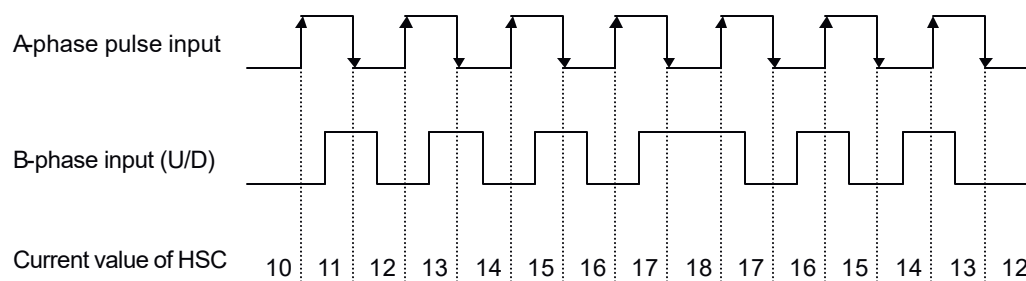 A-phase pulse input
B-phase input (U/D)
Current value of HSC 10 11 12 13 14 15 16 17 18 17 16 15 14 13 12